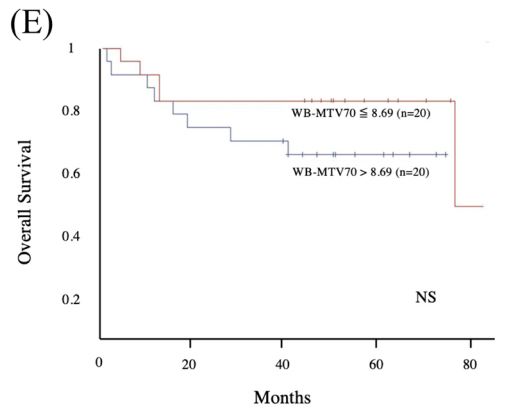 (E)
1
0.8
0.6
0.4
0.2
Overall Survival
WB-MTV70 ≦ 8.69 (n=20)
WB-MTV70 > 8.69 (n=20)
NS
0 20 40 60 80
Months